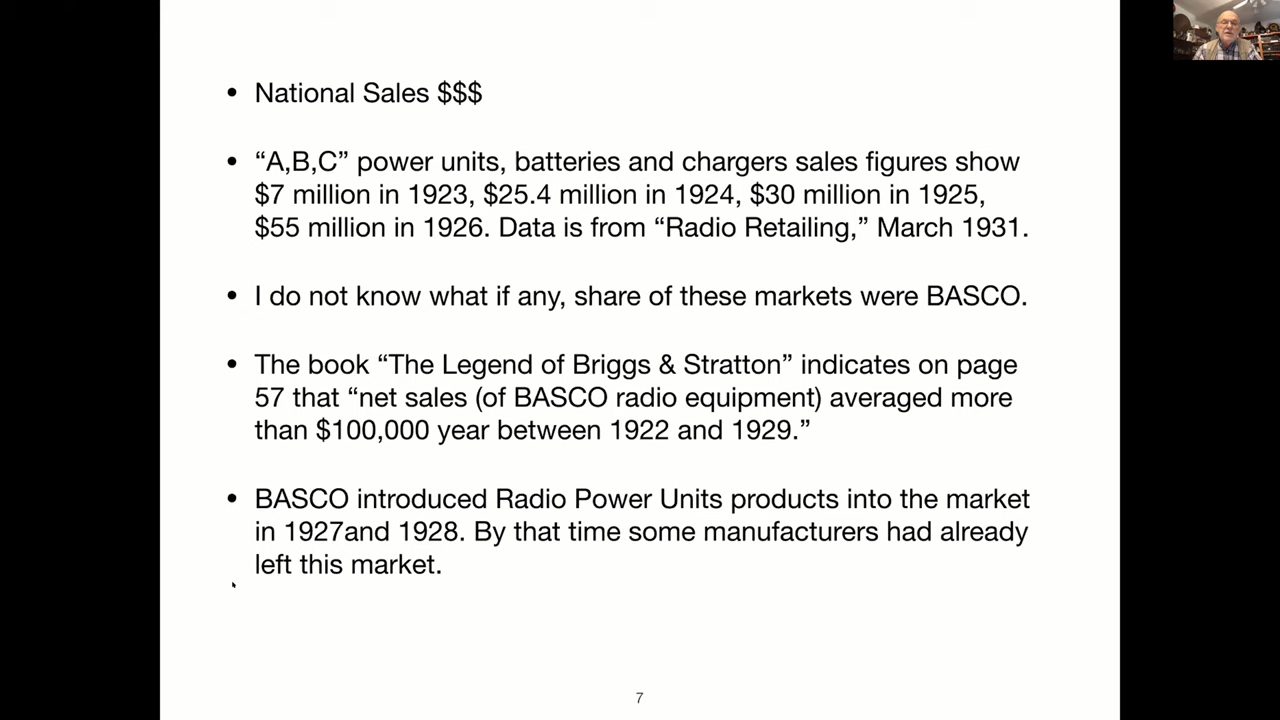 • National Sales $$$
• “A,B,C” power units, batteries and chargers sales figures show
$7 million in 1923, $25.4 million in 1924, $30 million in 1925,
$55 million in 1926. Data is from “Radio Retailing,” March 1931.
• I do not know what if any, share of these markets were BASCO.
• The book “The Legend of Briggs & Stratton” indicates on page
57 that “net sales (of BASCO radio equipment) averaged more
than $100,000 year between 1922 and 1929.”
• BASCO introduced Radio Power Units products into the market
in 1927and 1928. By that time some manufacturers had already
left this market.
7